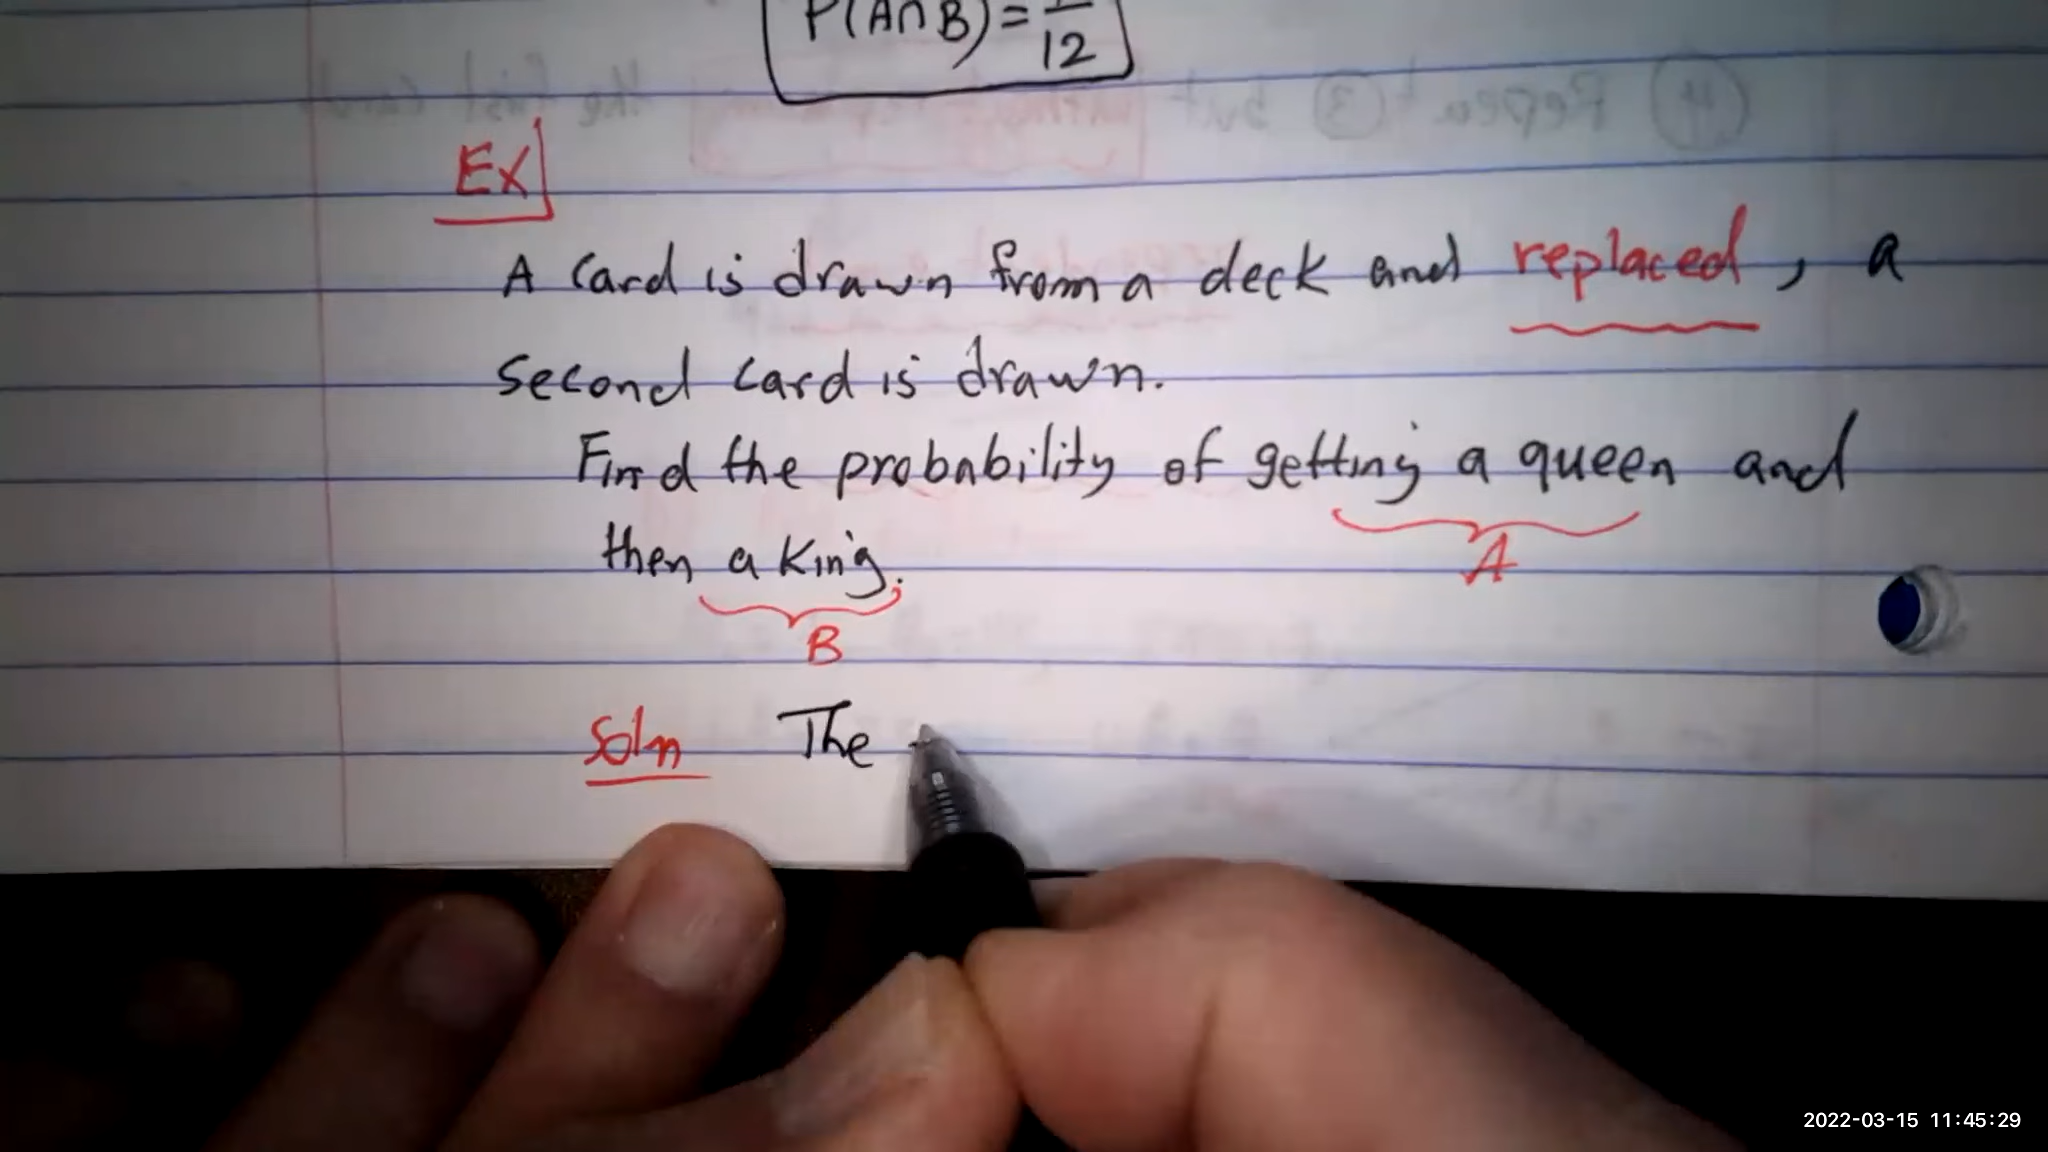 P(A∩B) = 1/12
Ex
A card is drawn from a deck and replaced, a
second card is drawn.
Find the probability of getting a queen and
A
then a King.
B
Soln The
2022-03-15 11:45:29